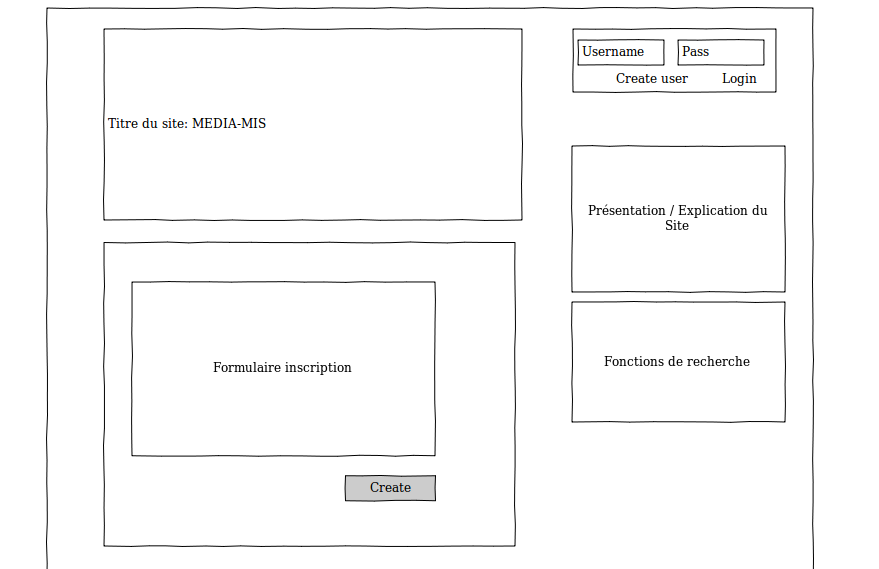 Username
Pass
Create user
Login
Titre du site: MEDIA-MIS
Présentation / Explication du
Site
Formulaire inscription
Fonctions de recherche
Create